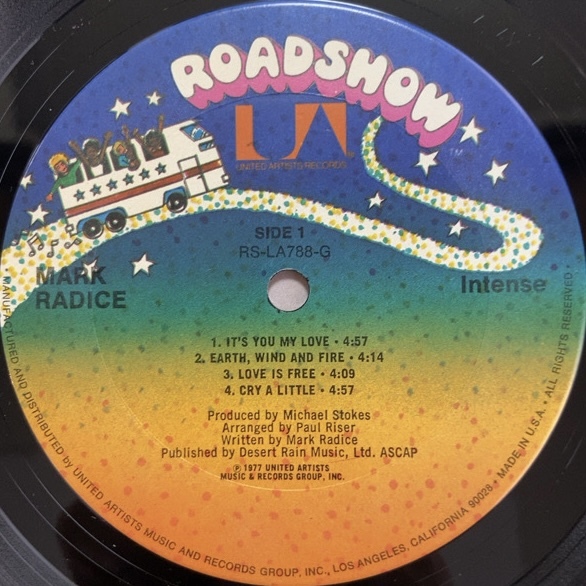 ROADSHOW
TM
UA
UNITED ARTISTS RECORDS
SIDE 1
RS-LA788-G
MARK
RADICE
Intense
1. IT'S YOU MY LOVE • 4:57
2. EARTH, WIND AND FIRE • 4:14
3. LOVE IS FREE • 4:09
4. CRY A LITTLE • 4:57
Produced by Michael Stokes
Arranged by Paul Riser
Written by Mark Radice
Published by Desert Rain Music, Ltd. ASCAP
℗ 1977 UNITED ARTISTS
MUSIC & RECORDS GROUP, INC.
• MANUFACTURED AND DISTRIBUTED by UNITED ARTISTS MUSIC AND RECORDS GROUP, INC., LOS ANGELES, CALIFORNIA 90028 • MADE IN U.S.A. • ALL RIGHTS RESERVED •